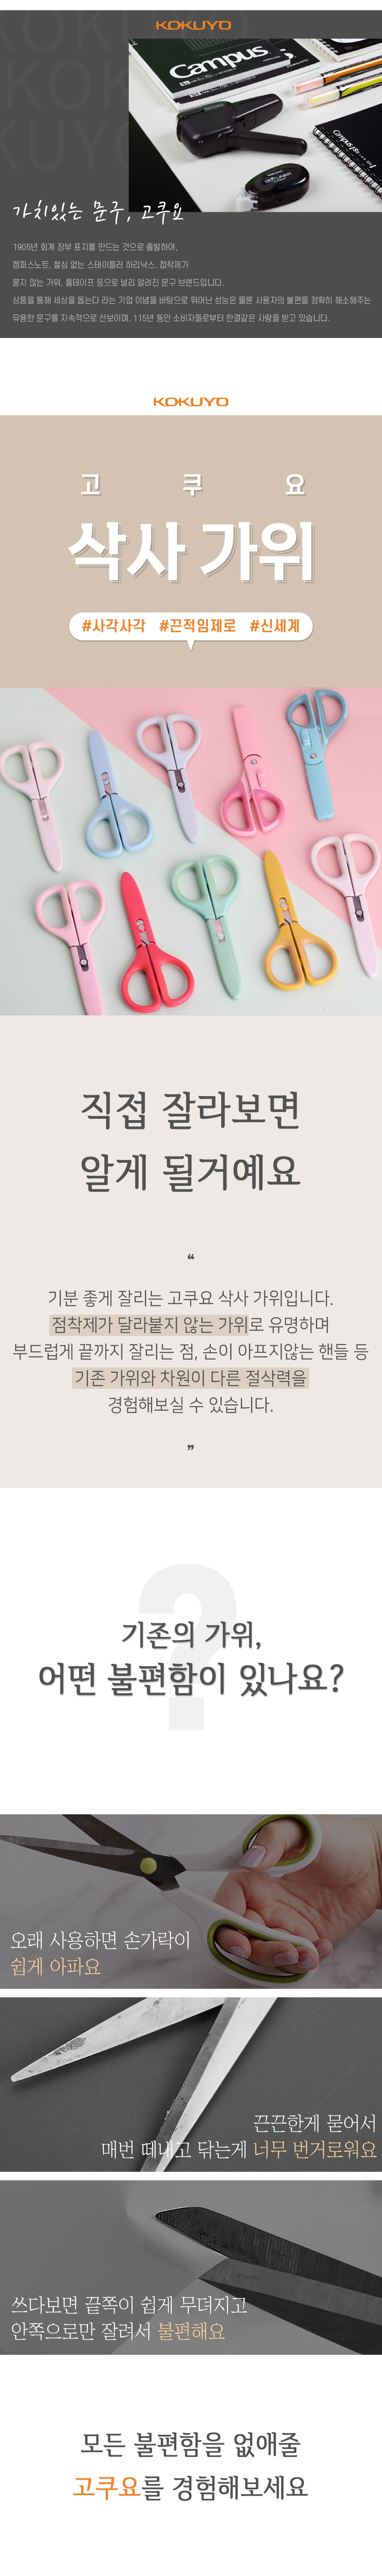 KOKUYO
Campus
가치있는 문구, 고쿠요
1905년 회계 장부 표지를 만드는 것으로 출발하여,
캠퍼스노트, 철심 없는 스테이플러 하리낙스, 접착제가
묻지 않는 가위, 풀테이프 등으로 널리 알려진 문구 브랜드입니다.
상품을 통해 세상을 돕는다 라는 기업 이념을 바탕으로 뛰어난 성능은 물론 사용자의 불편을 정확히 해소해주는
유용한 문구를 지속적으로 선보이며, 115년 동안 소비자들로부터 한결같은 사랑을 받고 있습니다.
KOKUYO
고 쿠 요
삭사 가위
#사각사각 #끈적임제로 #신세계
직접 잘라보면
알게 될거예요
“
기분 좋게 잘리는 고쿠요 삭사 가위입니다.
점착제가 달라붙지 않는 가위로 유명하며
부드럽게 끝까지 잘리는 점, 손이 아프지않는 핸들 등
기존 가위와 차원이 다른 절삭력을
경험해보실 수 있습니다.
”
?
기존의 가위,
어떤 불편함이 있나요?
오래 사용하면 손가락이
쉽게 아파요
끈끈한게 묻어서
매번 떼내고 닦는게 너무 번거로워요
쓰다보면 끝쪽이 쉽게 무뎌지고
안쪽으로만 잘려서 불편해요
모든 불편함을 없애줄
고쿠요를 경험해보세요